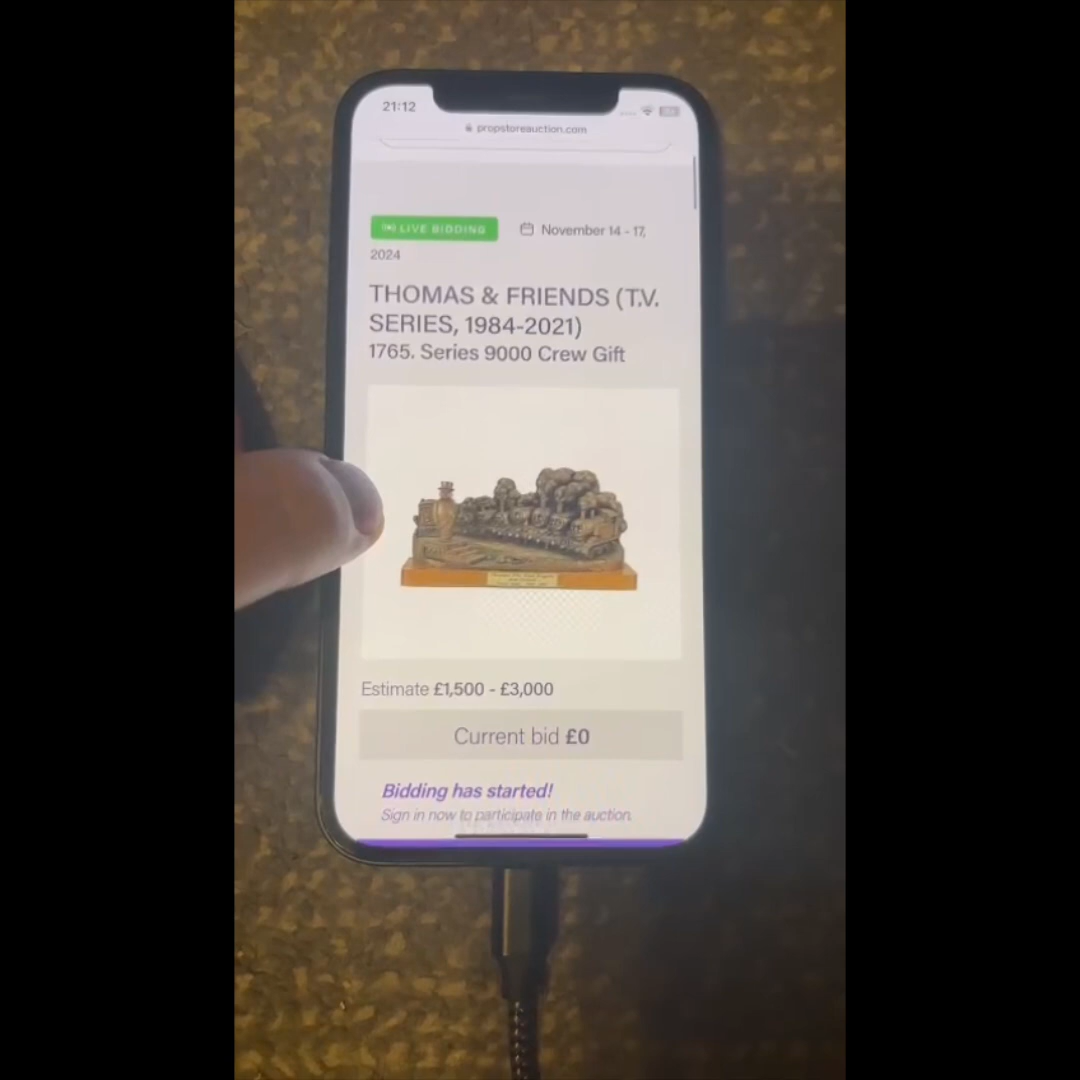 21:12
propstoreauction.com
LIVE BIDDING
November 14 - 17,
2024
THOMAS & FRIENDS (T.V.
SERIES, 1984-2021)
1765. Series 9000 Crew Gift
Estimate £1,500 - £3,000
Current bid £0
Bidding has started!
Sign in now to participate in the auction.